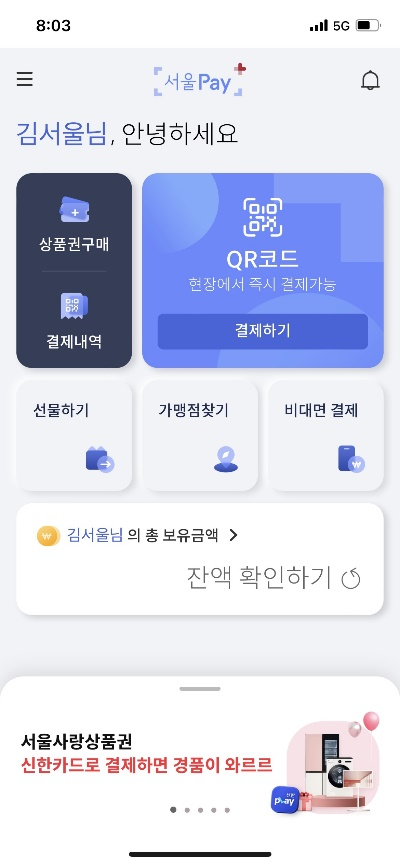 8:03
5G
서울Pay
김서울님, 안녕하세요
상품권구매
결제내역
QR코드
현장에서 즉시 결제가능
결제하기
선물하기
가맹점찾기
비대면 결제
김서울님 의 총 보유금액
잔액 확인하기
서울사랑상품권
신한카드로 결제하면 경품이 와르르
신한
pLay